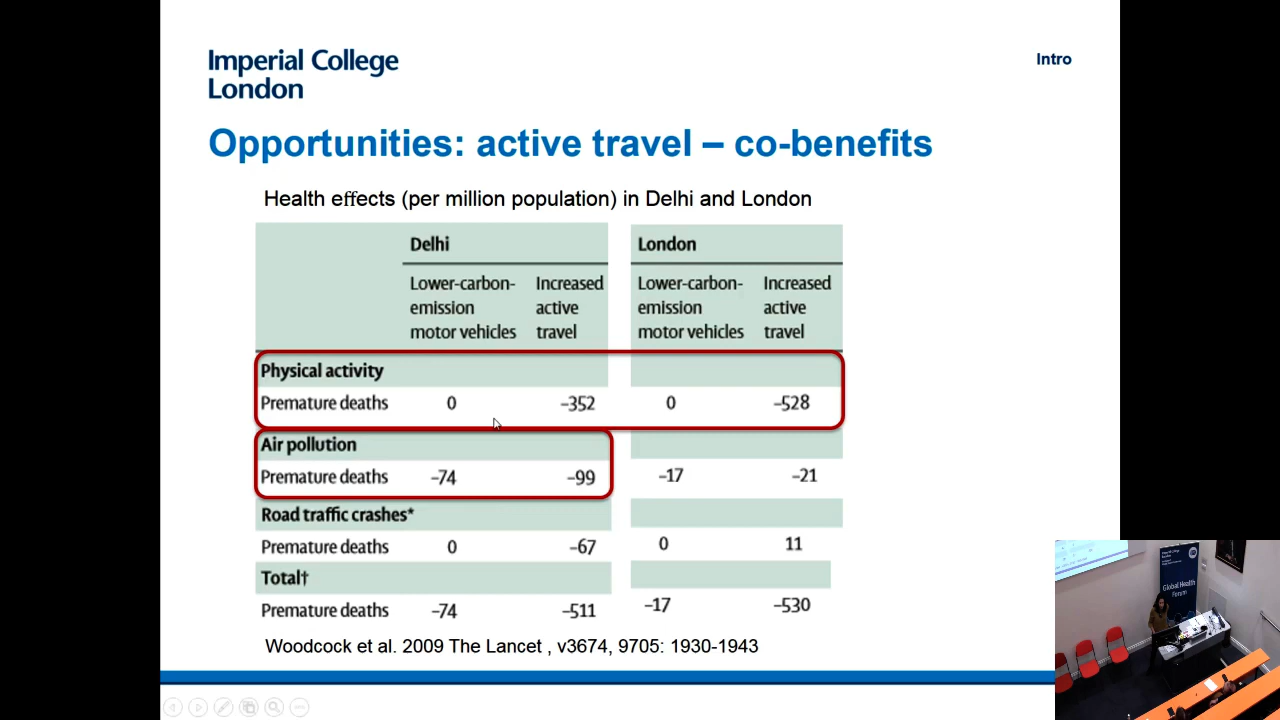 Imperial College
London
Intro
Opportunities: active travel – co-benefits
Health effects (per million population) in Delhi and London
Delhi London
Lower-carbon- Increased Lower-carbon- Increased
emission active emission active
motor vehicles travel motor vehicles travel
Physical activity
Premature deaths 0 –352 0 –528
Air pollution
Premature deaths –74 –99 –17 –21
Road traffic crashes*
Premature deaths 0 –67 0 11
Total†
Premature deaths –74 –511 –17 –530
Woodcock et al. 2009 The Lancet , v3674, 9705: 1930-1943
Global Health
Forum